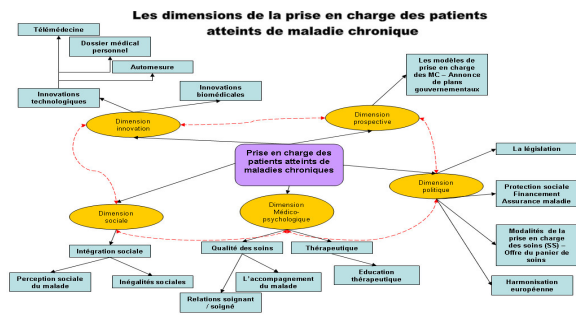 Les dimensions de la prise en charge des patients
atteints de maladie chronique
Télémédecine
Dossier médical
personnel
Automesure
Innovations
technologiques
Innovations
biomédicales
Les modèles de
prise en charge
des MC – Annonce
de plans
gouvernementaux
Dimension
innovation
Dimension
prospective
Prise en charge des
patients atteints de
maladies chroniques
La législation
Dimension
politique
Protection sociale
Financement
Assurance maladie
Dimension
sociale
Dimension
Médico-
psychologique
Modalités de la
prise en charge
des soins (SS) –
Offre du panier de
soins
Intégration sociale
Qualité des soins
Thérapeutique
Perception sociale
du malade
Inégalités sociales
L'accompagnement
du malade
Education
thérapeutique
Harmonisation
européenne
Relations soignant
/ soigné